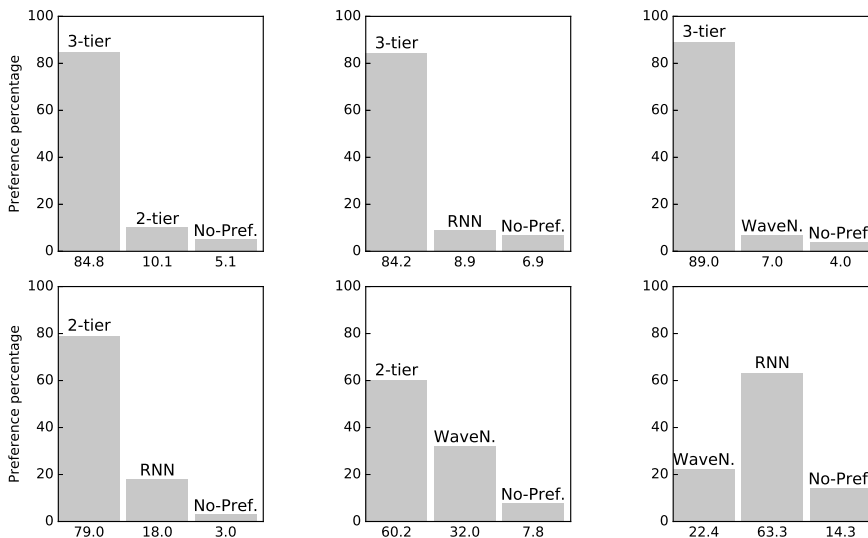 Preference percentage
100
80
60
40
20
0
3-tier
2-tier
No-Pref.
84.8 10.1 5.1
100
80
60
40
20
0
3-tier
RNN
No-Pref.
84.2 8.9 6.9
100
80
60
40
20
0
3-tier
WaveN.
No-Pref
89.0 7.0 4.0
Preference percentage
100
80
60
40
20
0
2-tier
RNN
No-Pref.
79.0 18.0 3.0
100
80
60
40
20
0
2-tier
WaveN.
No-Pref.
60.2 32.0 7.8
100
80
60
40
20
0
WaveN.
RNN
No-Pref
22.4 63.3 14.3